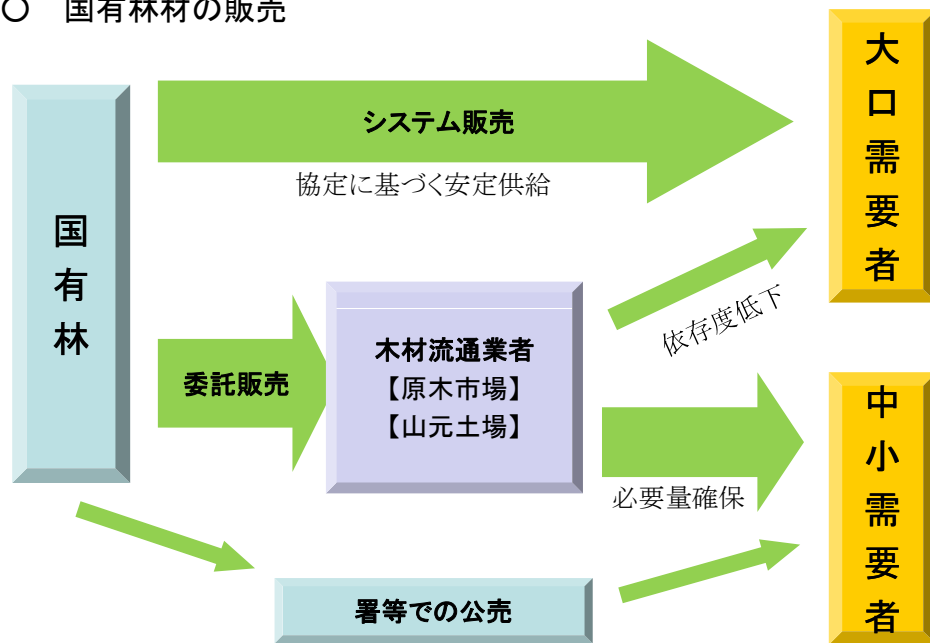 〇　国有林材の販売
国有林
システム販売
協定に基づく安定供給
大口需要者
委託販売
木材流通業者
【原木市場】
【山元土場】
依存度低下
必要量確保
中小需要者
署等での公売